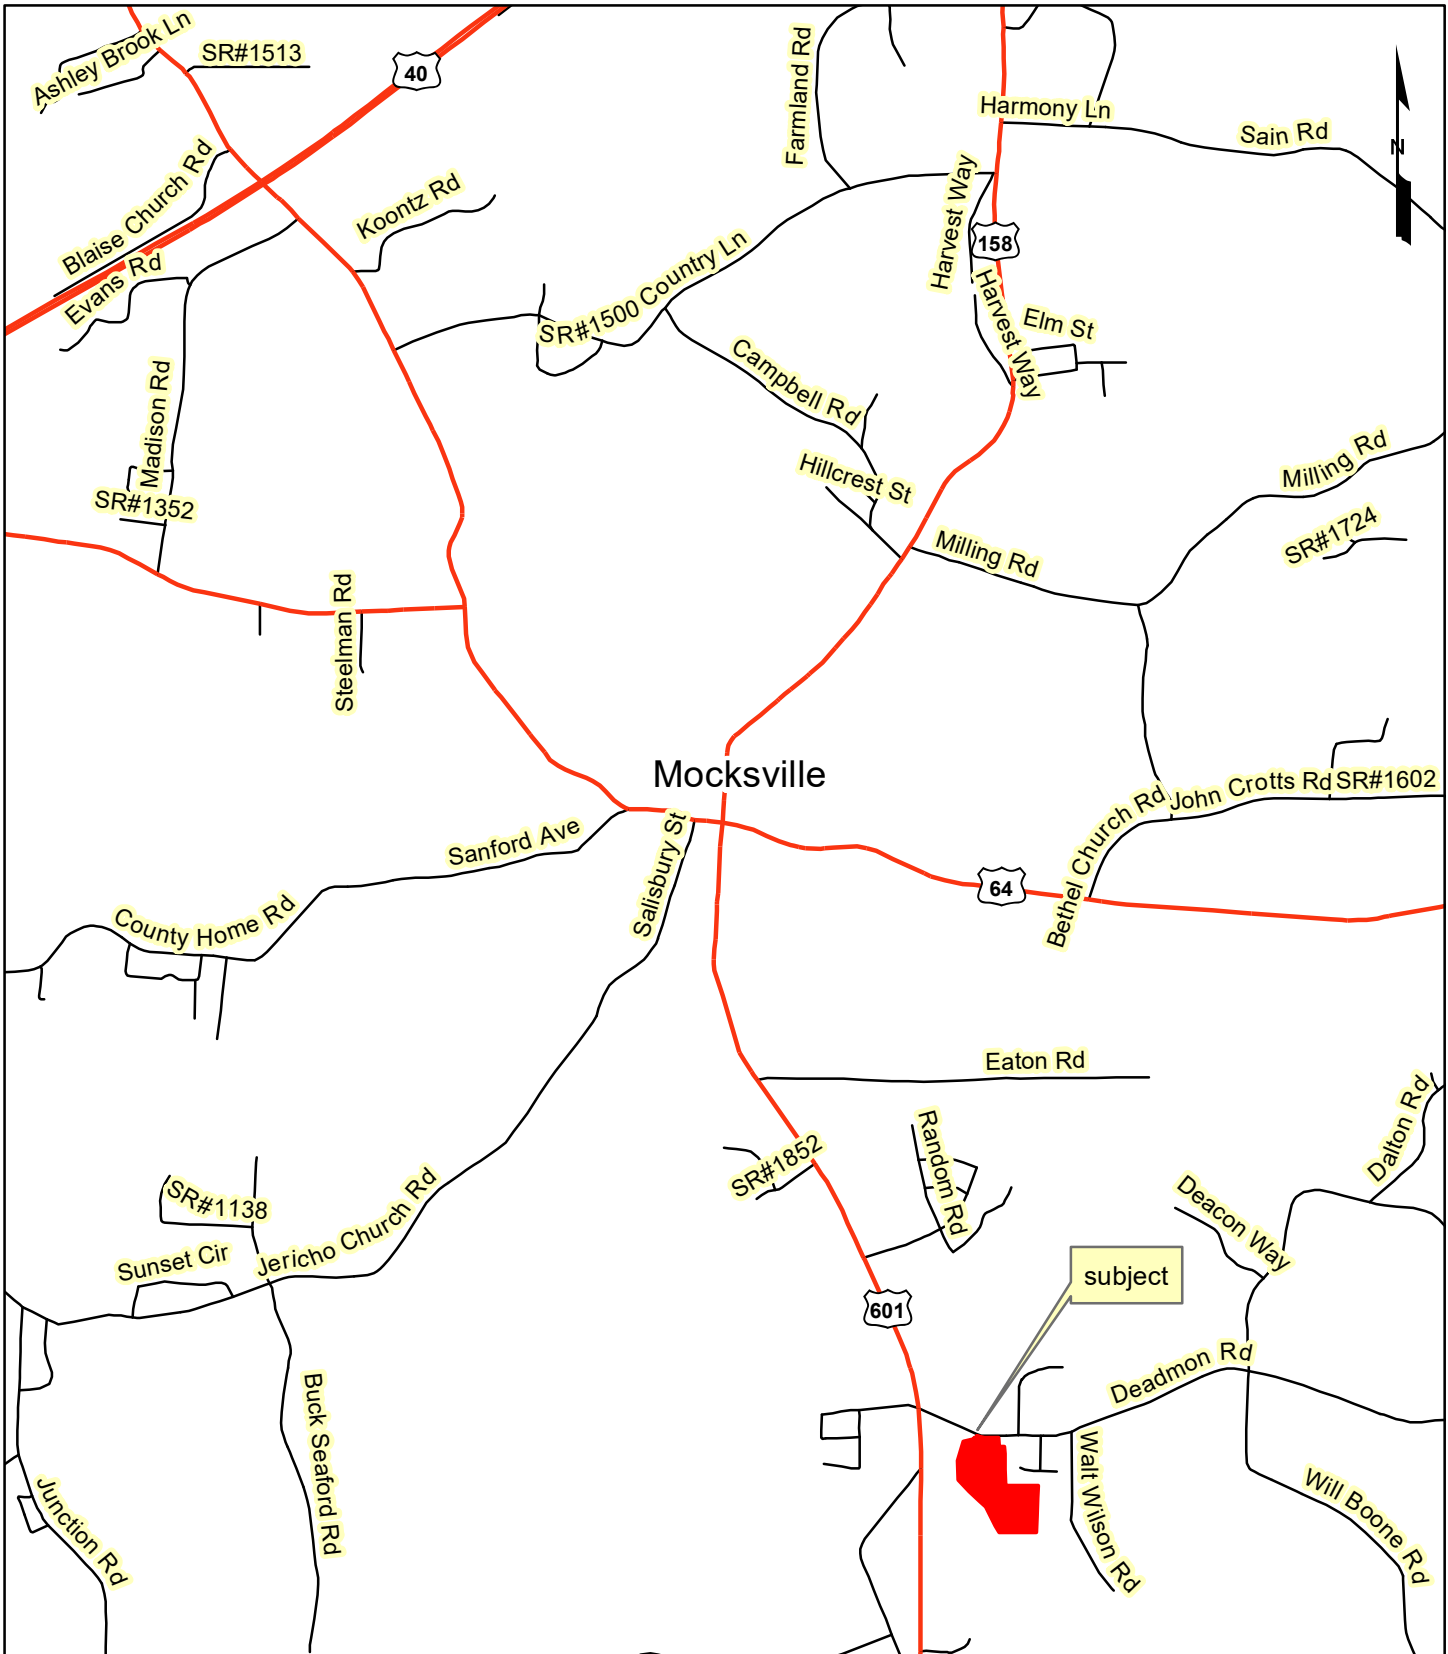 Ashley Brook Ln
SR#1513
40
Farmland Rd
Harmony Ln
Sain Rd
N
Blaise Church Rd
Koontz Rd
Harvest Way
158
Evans Rd
SR#1500
Country Ln
Harvest Way
Elm St
Madison Rd
Campbell Rd
SR#1352
Hillcrest St
Milling Rd
SR#1724
Milling Rd
Steelman Rd
Mocksville
John Crotts Rd
SR#1602
Sanford Ave
Salisbury St
Bethel Church Rd
64
County Home Rd
Eaton Rd
Random Rd
Dalton Rd
SR#1852
SR#1138
Jericho Church Rd
Sunset Cir
Deacon Way
subject
601
Deadmon Rd
Buck Seaford Rd
Walt Wilson Rd
Will Boone Rd
Junction Rd